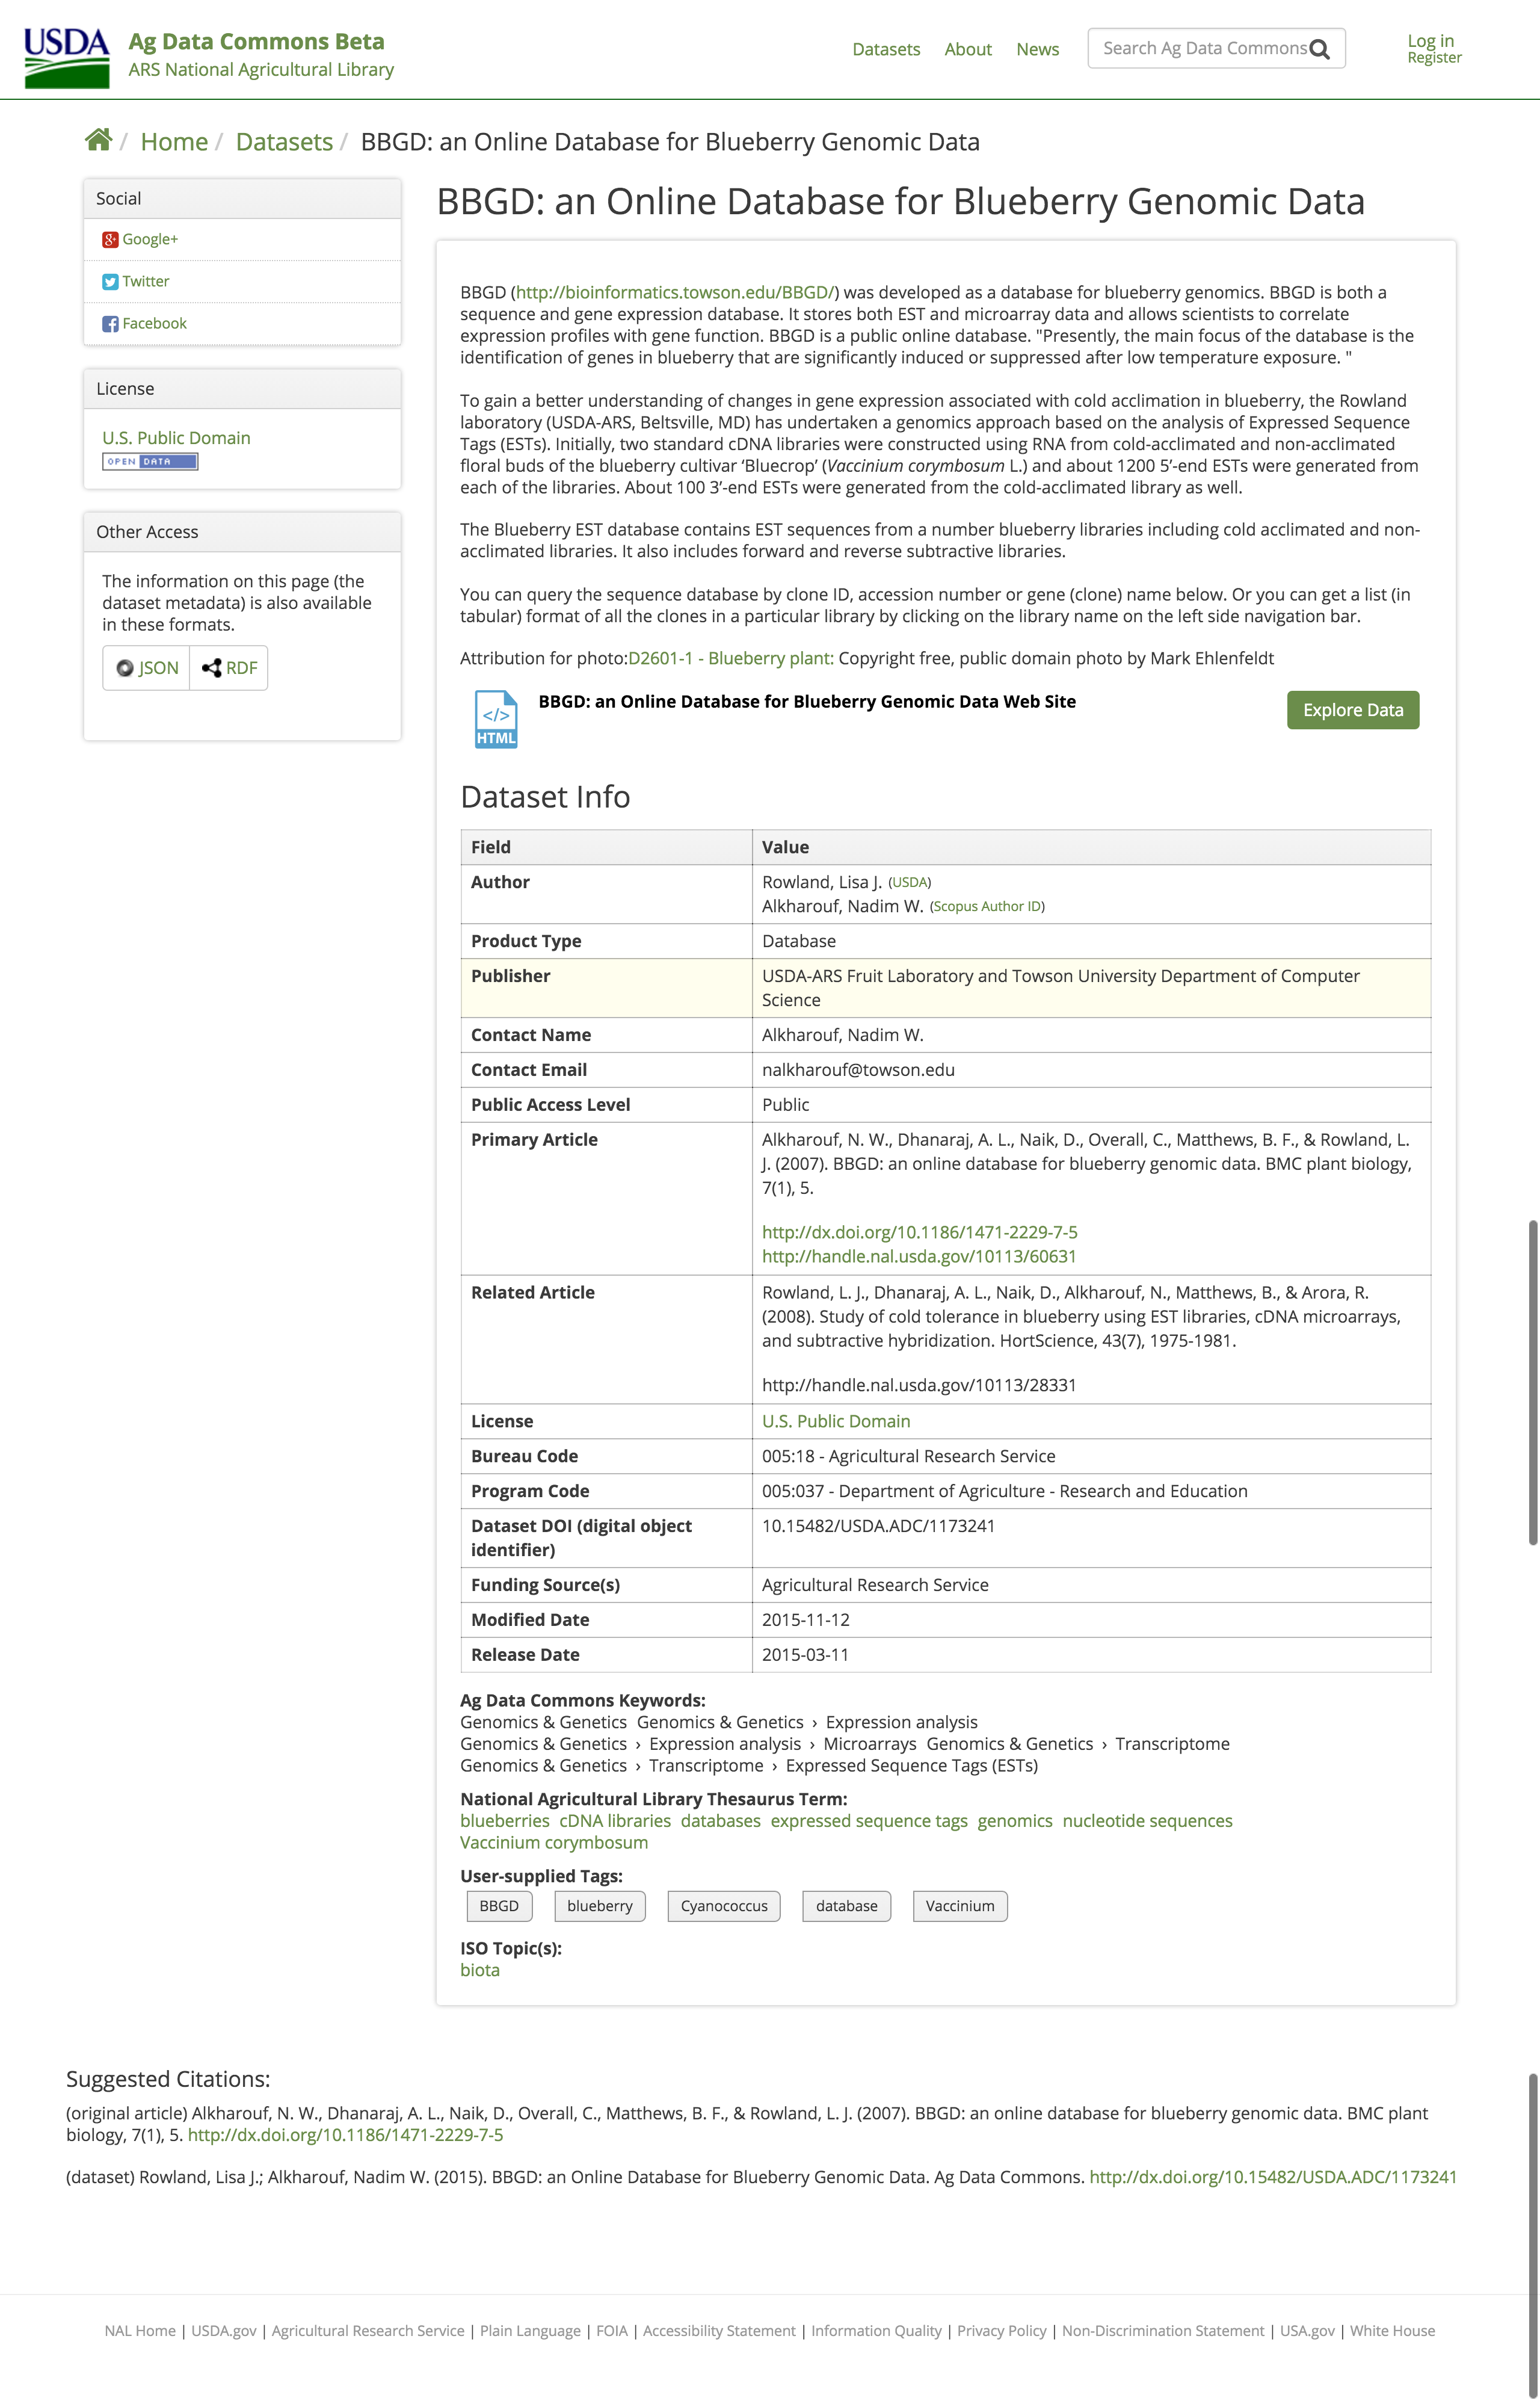 USDA
Ag Data Commons Beta
ARS National Agricultural Library
Datasets
About
News
Search Ag Data Commons
Log in
Register
/ Home / Datasets / BBGD: an Online Database for Blueberry Genomic Data
Social
Google+
Twitter
Facebook
License
U.S. Public Domain
OPEN DATA
Other Access
The information on this page (the
dataset metadata) is also available
in these formats.
JSON
RDF
BBGD: an Online Database for Blueberry Genomic Data
BBGD (http://bioinformatics.towson.edu/BBGD/) was developed as a database for blueberry genomics. BBGD is both a
sequence and gene expression database. It stores both EST and microarray data and allows scientists to correlate
expression profiles with gene function. BBGD is a public online database. "Presently, the main focus of the database is the
identification of genes in blueberry that are significantly induced or suppressed after low temperature exposure. "
To gain a better understanding of changes in gene expression associated with cold acclimation in blueberry, the Rowland
laboratory (USDA-ARS, Beltsville, MD) has undertaken a genomics approach based on the analysis of Expressed Sequence
Tags (ESTs). Initially, two standard cDNA libraries were constructed using RNA from cold-acclimated and non-acclimated
floral buds of the blueberry cultivar ‘Bluecrop’ (Vaccinium corymbosum L.) and about 1200 5’-end ESTs were generated from
each of the libraries. About 100 3’-end ESTs were generated from the cold-acclimated library as well.
The Blueberry EST database contains EST sequences from a number blueberry libraries including cold acclimated and non-
acclimated libraries. It also includes forward and reverse subtractive libraries.
You can query the sequence database by clone ID, accession number or gene (clone) name below. Or you can get a list (in
tabular) format of all the clones in a particular library by clicking on the library name on the left side navigation bar.
Attribution for photo:D2601-1 - Blueberry plant: Copyright free, public domain photo by Mark Ehlenfeldt
</>
HTML
BBGD: an Online Database for Blueberry Genomic Data Web Site
Explore Data
Dataset Info
Field Value
Author Rowland, Lisa J. (USDA)
Alkharouf, Nadim W. (Scopus Author ID)
Product Type Database
Publisher USDA-ARS Fruit Laboratory and Towson University Department of Computer
Science
Contact Name Alkharouf, Nadim W.
Contact Email nalkharouf@towson.edu
Public Access Level Public
Primary Article Alkharouf, N. W., Dhanaraj, A. L., Naik, D., Overall, C., Matthews, B. F., & Rowland, L.
J. (2007). BBGD: an online database for blueberry genomic data. BMC plant biology,
7(1), 5.
http://dx.doi.org/10.1186/1471-2229-7-5
http://handle.nal.usda.gov/10113/60631
Related Article Rowland, L. J., Dhanaraj, A. L., Naik, D., Alkharouf, N., Matthews, B., & Arora, R.
(2008). Study of cold tolerance in blueberry using EST libraries, cDNA microarrays,
and subtractive hybridization. HortScience, 43(7), 1975-1981.
http://handle.nal.usda.gov/10113/28331
License U.S. Public Domain
Bureau Code 005:18 - Agricultural Research Service
Program Code 005:037 - Department of Agriculture - Research and Education
Dataset DOI (digital object 10.15482/USDA.ADC/1173241
identifier)
Funding Source(s) Agricultural Research Service
Modified Date 2015-11-12
Release Date 2015-03-11
Ag Data Commons Keywords:
Genomics & Genetics Genomics & Genetics › Expression analysis
Genomics & Genetics › Expression analysis › Microarrays Genomics & Genetics › Transcriptome
Genomics & Genetics › Transcriptome › Expressed Sequence Tags (ESTs)
National Agricultural Library Thesaurus Term:
blueberries cDNA libraries databases expressed sequence tags genomics nucleotide sequences
Vaccinium corymbosum
User-supplied Tags:
BBGD blueberry Cyanococcus database Vaccinium
ISO Topic(s):
biota
Suggested Citations:
(original article) Alkharouf, N. W., Dhanaraj, A. L., Naik, D., Overall, C., Matthews, B. F., & Rowland, L. J. (2007). BBGD: an online database for blueberry genomic data. BMC plant
biology, 7(1), 5. http://dx.doi.org/10.1186/1471-2229-7-5
(dataset) Rowland, Lisa J.; Alkharouf, Nadim W. (2015). BBGD: an Online Database for Blueberry Genomic Data. Ag Data Commons. http://dx.doi.org/10.15482/USDA.ADC/1173241
NAL Home | USDA.gov | Agricultural Research Service | Plain Language | FOIA | Accessibility Statement | Information Quality | Privacy Policy | Non-Discrimination Statement | USA.gov | White House